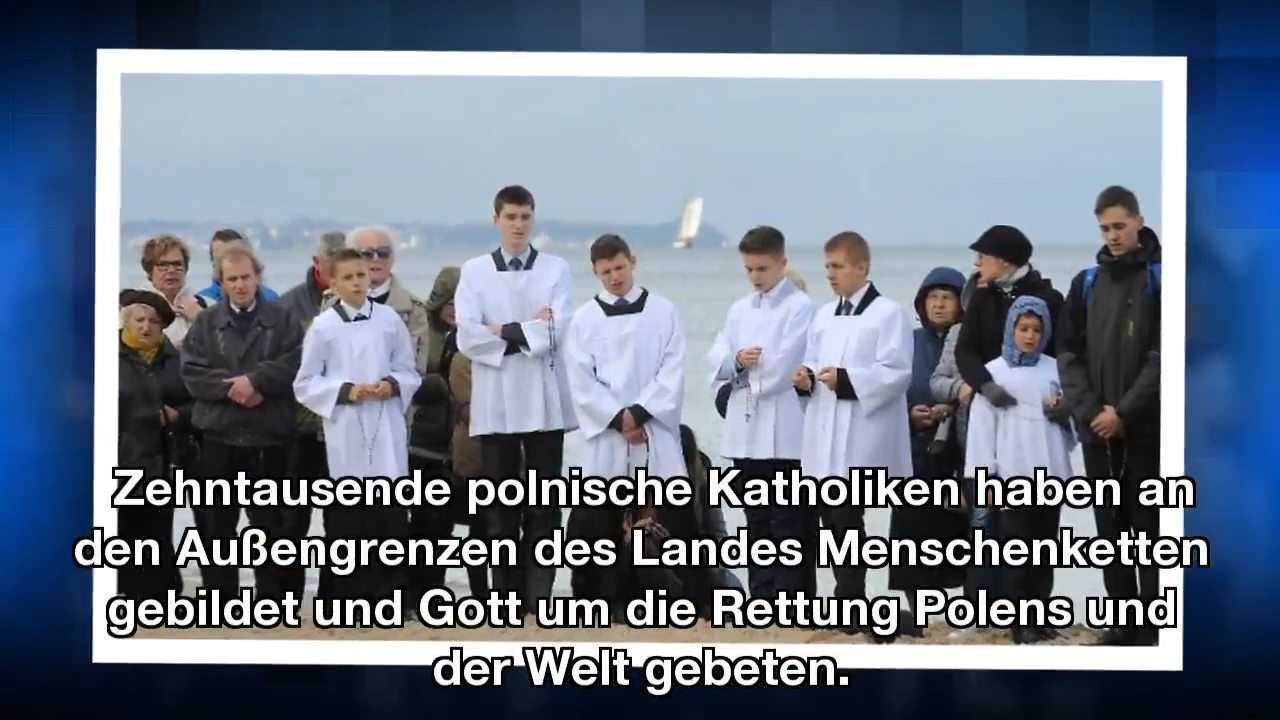 Zehntausende polnische Katholiken haben an
den Außengrenzen des Landes Menschenketten
gebildet und Gott um die Rettung Polens und
der Welt gebeten.